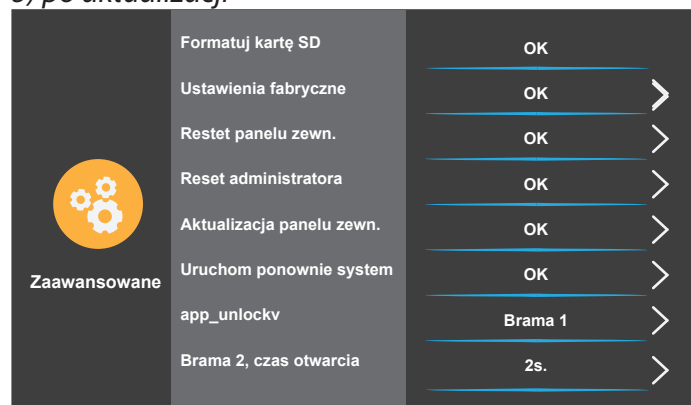 Formatuj kartę SD OK
Ustawienia fabryczne OK
Restet panelu zewn. OK
Reset administratora OK
Aktualizacja panelu zewn. OK
Zaawansowane
Uruchom ponownie system OK
app_unlockv Brama 1
Brama 2, czas otwarcia 2s.